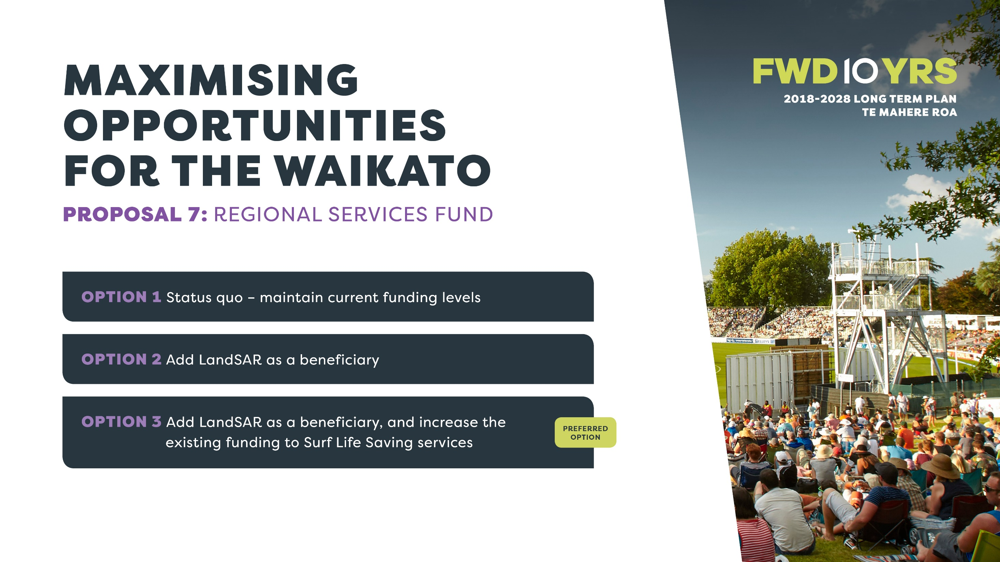 MAXIMISING
OPPORTUNITIES
FOR THE WAIKATO
PROPOSAL 7: REGIONAL SERVICES FUND
OPTION 1 Status quo – maintain current funding levels
OPTION 2 Add LandSAR as a beneficiary
OPTION 3 Add LandSAR as a beneficiary, and increase the
existing funding to Surf Life Saving services
PREFERRED
OPTION
FWD 10 YRS
2018-2028 LONG TERM PLAN
TE MAHERE ROA
SELLEYS